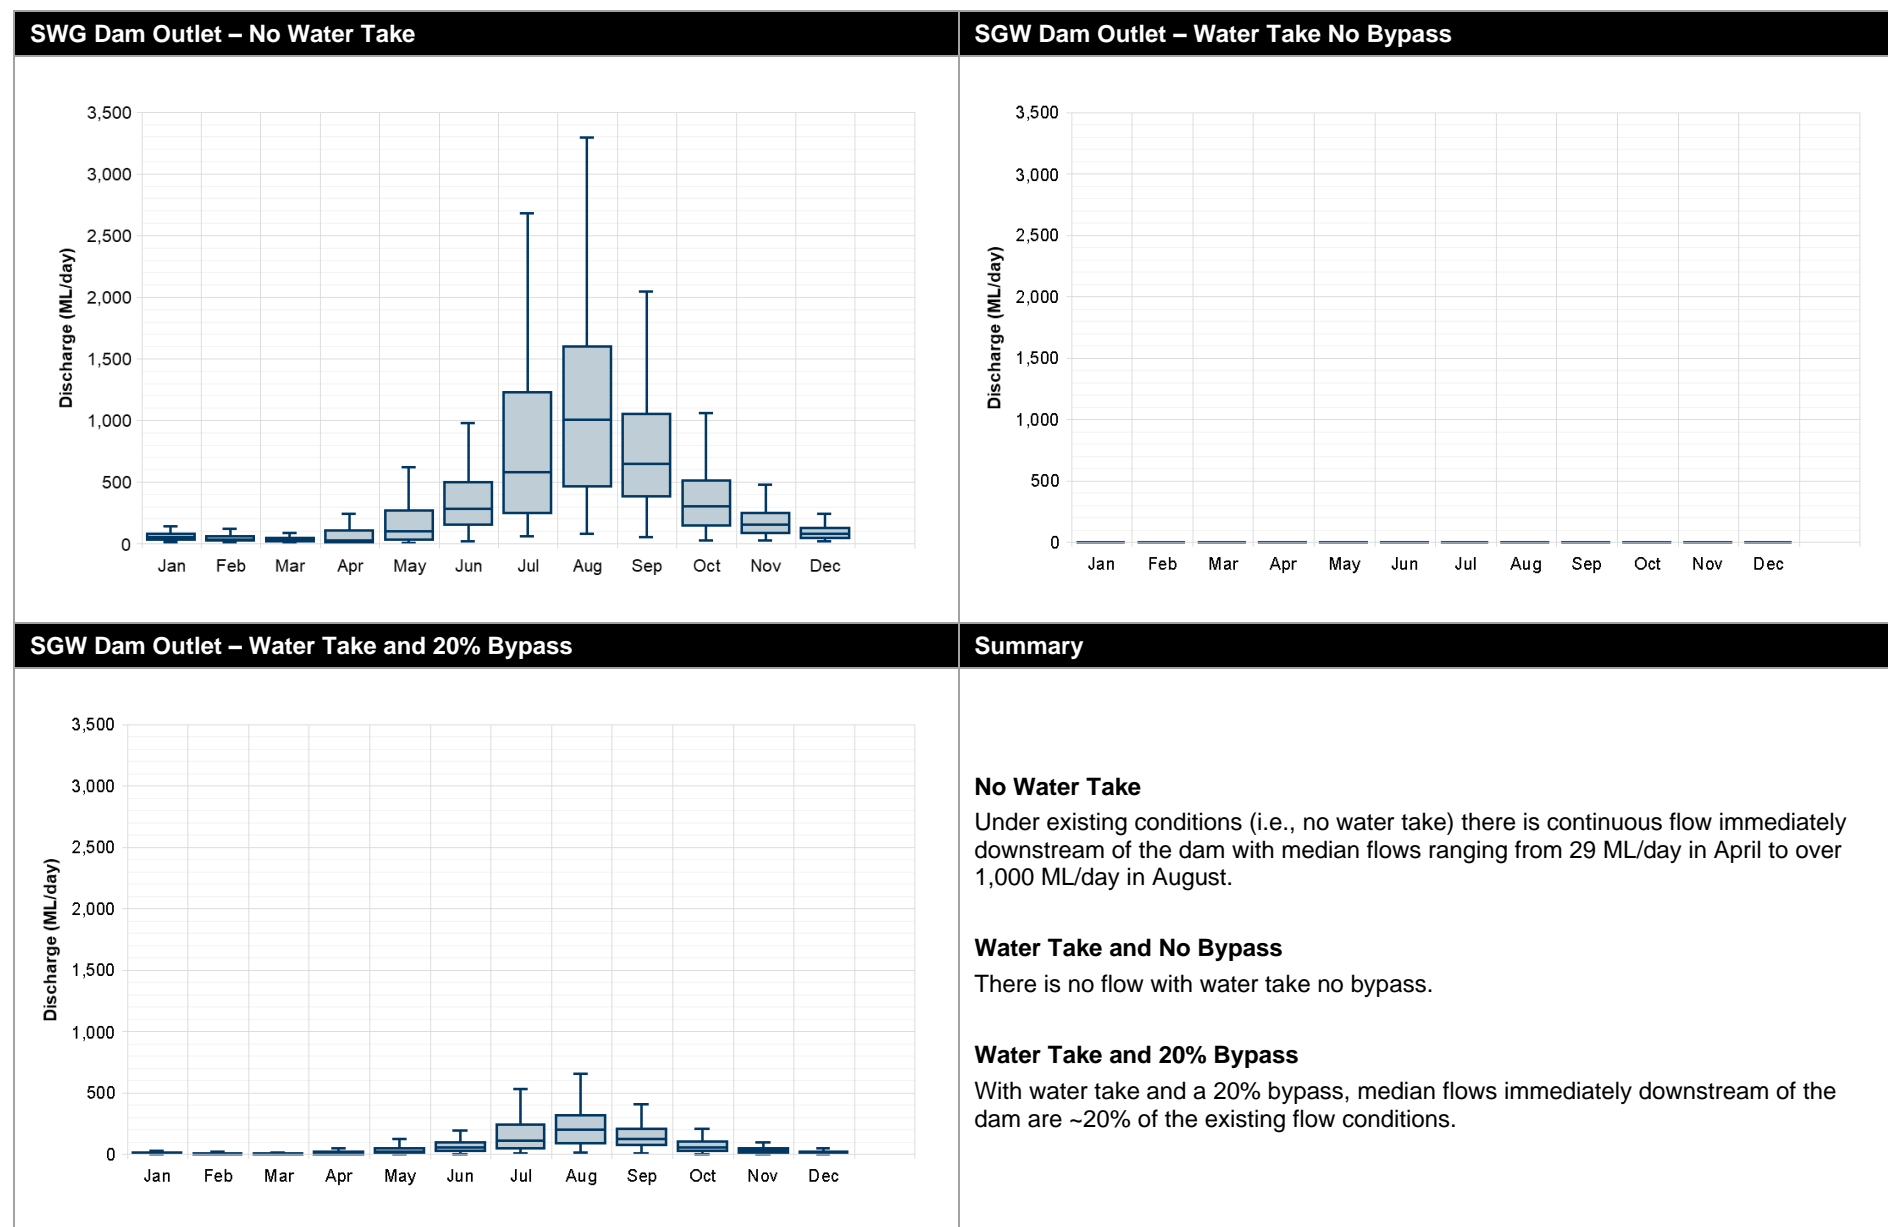 SWG Dam Outlet – No Water Take
3,500
3,000
2,500
2,000
1,500
1,000
500
0
Discharge (ML/day)
Jan Feb Mar Apr May Jun Jul Aug Sep Oct Nov Dec
SGW Dam Outlet – Water Take No Bypass
3,500
3,000
2,500
2,000
1,500
1,000
500
0
Discharge (ML/day)
Jan Feb Mar Apr May Jun Jul Aug Sep Oct Nov Dec
SGW Dam Outlet – Water Take and 20% Bypass
3,500
3,000
2,500
2,000
1,500
1,000
500
0
Discharge (ML/day)
Jan Feb Mar Apr May Jun Jul Aug Sep Oct Nov Dec
Summary
No Water Take
Under existing conditions (i.e., no water take) there is continuous flow immediately
downstream of the dam with median flows ranging from 29 ML/day in April to over
1,000 ML/day in August.
Water Take and No Bypass
There is no flow with water take no bypass.
Water Take and 20% Bypass
With water take and a 20% bypass, median flows immediately downstream of the
dam are ~20% of the existing flow conditions.